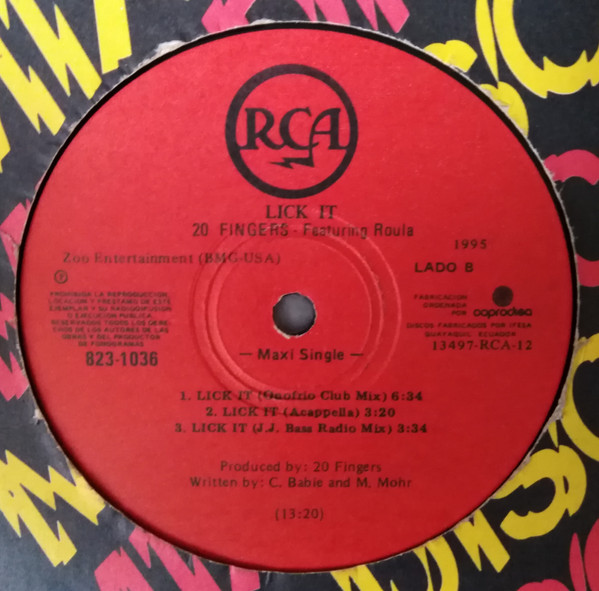 RCA
LICK IT
20 FINGERS - Featuring Roula
Zoo Entertainment (BMG-USA)
1995
LADO B
℗
PROHIBIDA LA REPRODUCCION,
LOCACION Y PRESTAMO DE ESTE
EJEMPLAR Y SU RADIODIFUSION
O EJECUCION PUBLICA.
RESERVADOS TODOS LOS DERE-
CHOS DE LOS AUTORES DE LAS
OBRAS Y DEL PRODUCTOR
DE FONOGRAMAS
823-1036
FABRICACION
ORDENADA
POR caprodisa
DISCOS FABRICADOS POR IFESA
GUAYAQUIL ECUADOR
13497-RCA-12
— Maxi Single —
1. LICK IT (Onofrio Club Mix) 6:34
2. LICK IT (Acappella) 3:20
3. LICK IT (J.J. Bass Radio Mix) 3:34
Produced by: 20 Fingers
Written by: C. Babie and M. Mohr
(13:20)